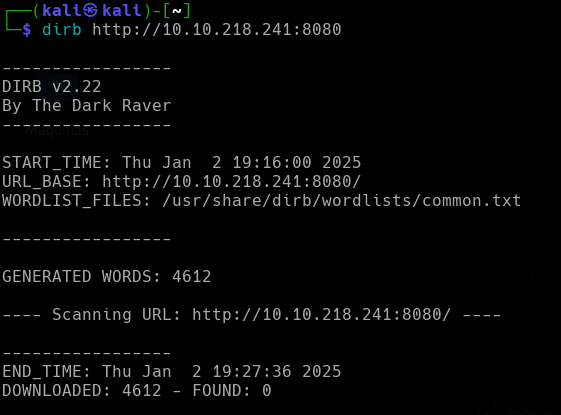 ┌──(kali㉿kali)-[~]
└─$ dirb http://10.10.218.241:8080
-----------------
DIRB v2.22
By The Dark Raver
-----------------
START_TIME: Thu Jan  2 19:16:00 2025
URL_BASE: http://10.10.218.241:8080/
WORDLIST_FILES: /usr/share/dirb/wordlists/common.txt
-----------------
GENERATED WORDS: 4612
---- Scanning URL: http://10.10.218.241:8080/ ----
-----------------
END_TIME: Thu Jan  2 19:27:36 2025
DOWNLOADED: 4612 - FOUND: 0